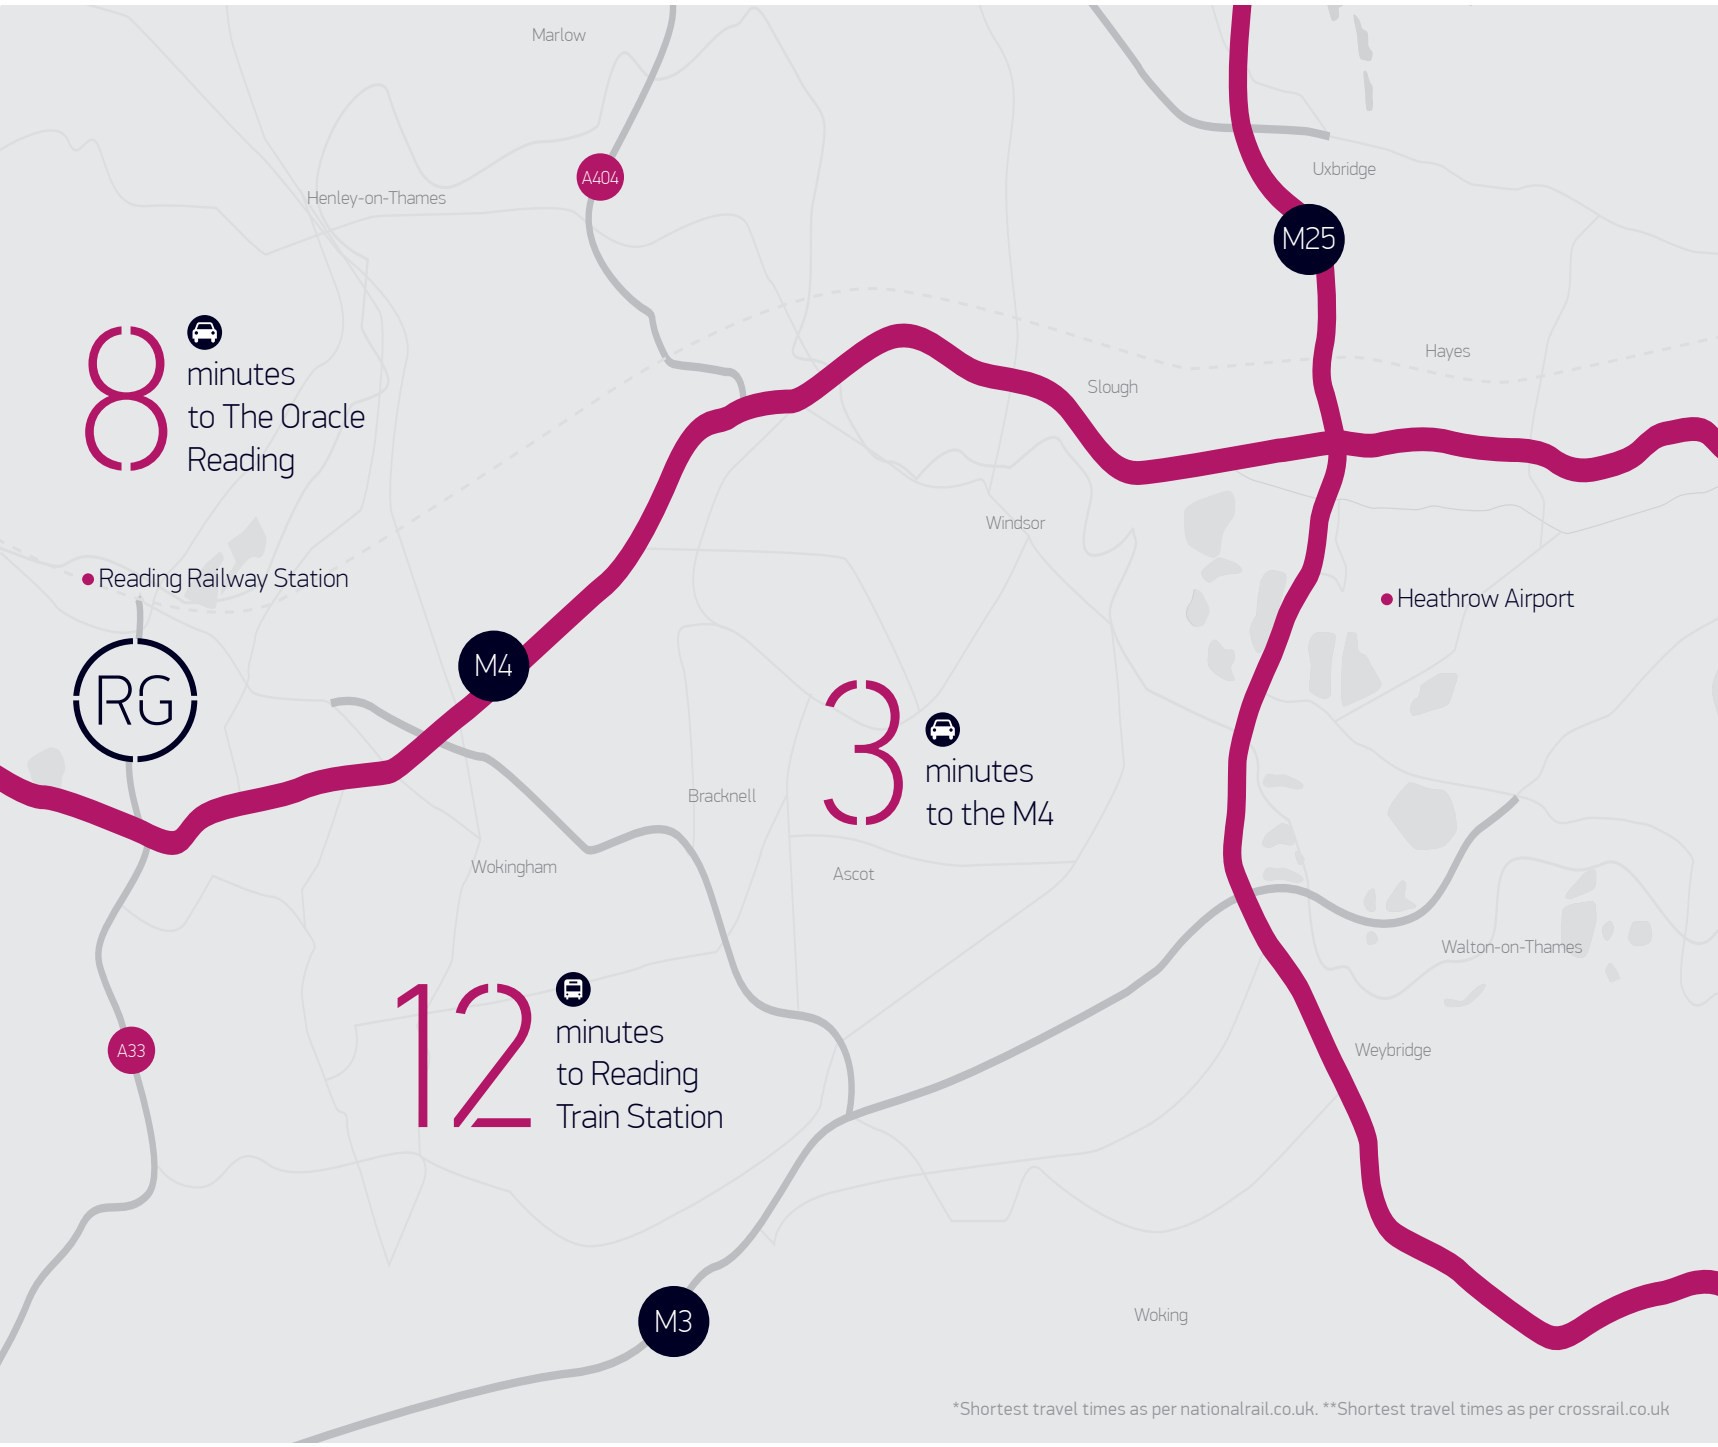 Marlow
A404
Uxbridge
Henley-on-Thames
M25
8
minutes
to The Oracle
Reading
Hayes
Slough
Windsor
Reading Railway Station
Heathrow Airport
M4
RG
3
minutes
to the M4
Bracknell
Wokingham
Ascot
Walton-on-Thames
12
minutes
to Reading
Train Station
A33
Weybridge
M3
Woking
*Shortest travel times as per nationalrail.co.uk. **Shortest travel times as per crossrail.co.uk